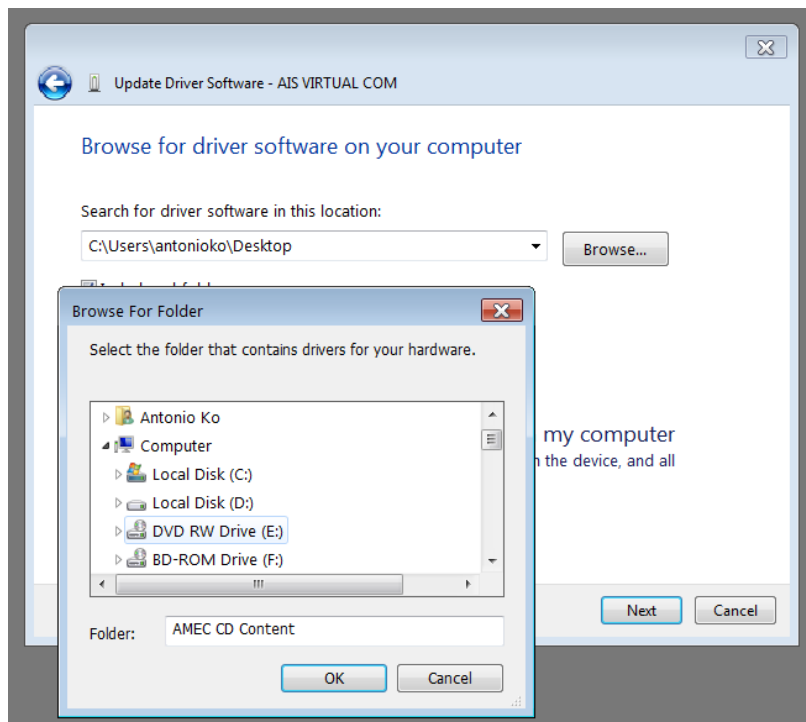 Update Driver Software - AIS VIRTUAL COM
Browse for driver software on your computer
Search for driver software in this location:
C:\Users\antonioko\Desktop
Browse...
Browse For Folder
Select the folder that contains drivers for your hardware.
Antonio Ko
Computer
Local Disk (C:)
Local Disk (D:)
DVD RW Drive (E:)
BD-ROM Drive (F:)
my computer
the device, and all
Folder: AMEC CD Content
OK Cancel
Next Cancel